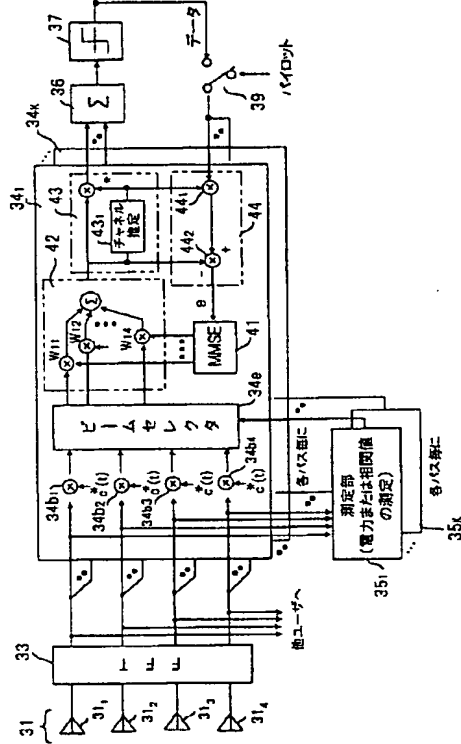 31
31₁
31₂
31₃
31₄
33
FFT
他ユーザへ
34₁
34ₖ
34b₁
34b₂
34b₃
34b₄
c*(t)
c*(t)
c*(t)
c*(t)
ビームセレクタ
34e
各パス毎に
測定部
(電力または相関値
の測定)
35₁
35ₖ
各パス毎に
42
W₁₁
W₁₂
W₁₄
Σ
MMSE
41
e
43
チャネル
推定
43₁
*
44
44₁
44₂
+
36
Σ
37
データ
39
パイロット